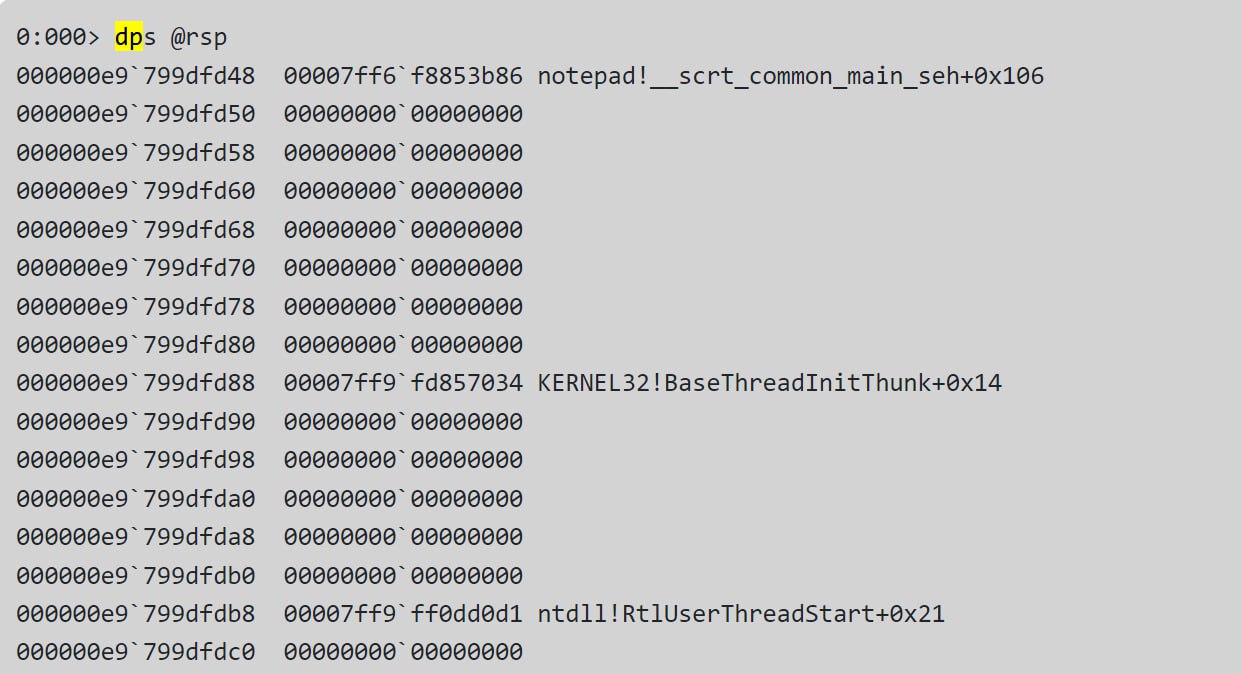 0:000> dps @rsp
000000e9`799dfd48  00007ff6`f8853b86 notepad!__scrt_common_main_seh+0x106
000000e9`799dfd50  00000000`00000000
000000e9`799dfd58  00000000`00000000
000000e9`799dfd60  00000000`00000000
000000e9`799dfd68  00000000`00000000
000000e9`799dfd70  00000000`00000000
000000e9`799dfd78  00000000`00000000
000000e9`799dfd80  00000000`00000000
000000e9`799dfd88  00007ff9`fd857034 KERNEL32!BaseThreadInitThunk+0x14
000000e9`799dfd90  00000000`00000000
000000e9`799dfd98  00000000`00000000
000000e9`799dfda0  00000000`00000000
000000e9`799dfda8  00000000`00000000
000000e9`799dfdb0  00000000`00000000
000000e9`799dfdb8  00007ff9`ff0dd0d1 ntdll!RtlUserThreadStart+0x21
000000e9`799dfdc0  00000000`00000000